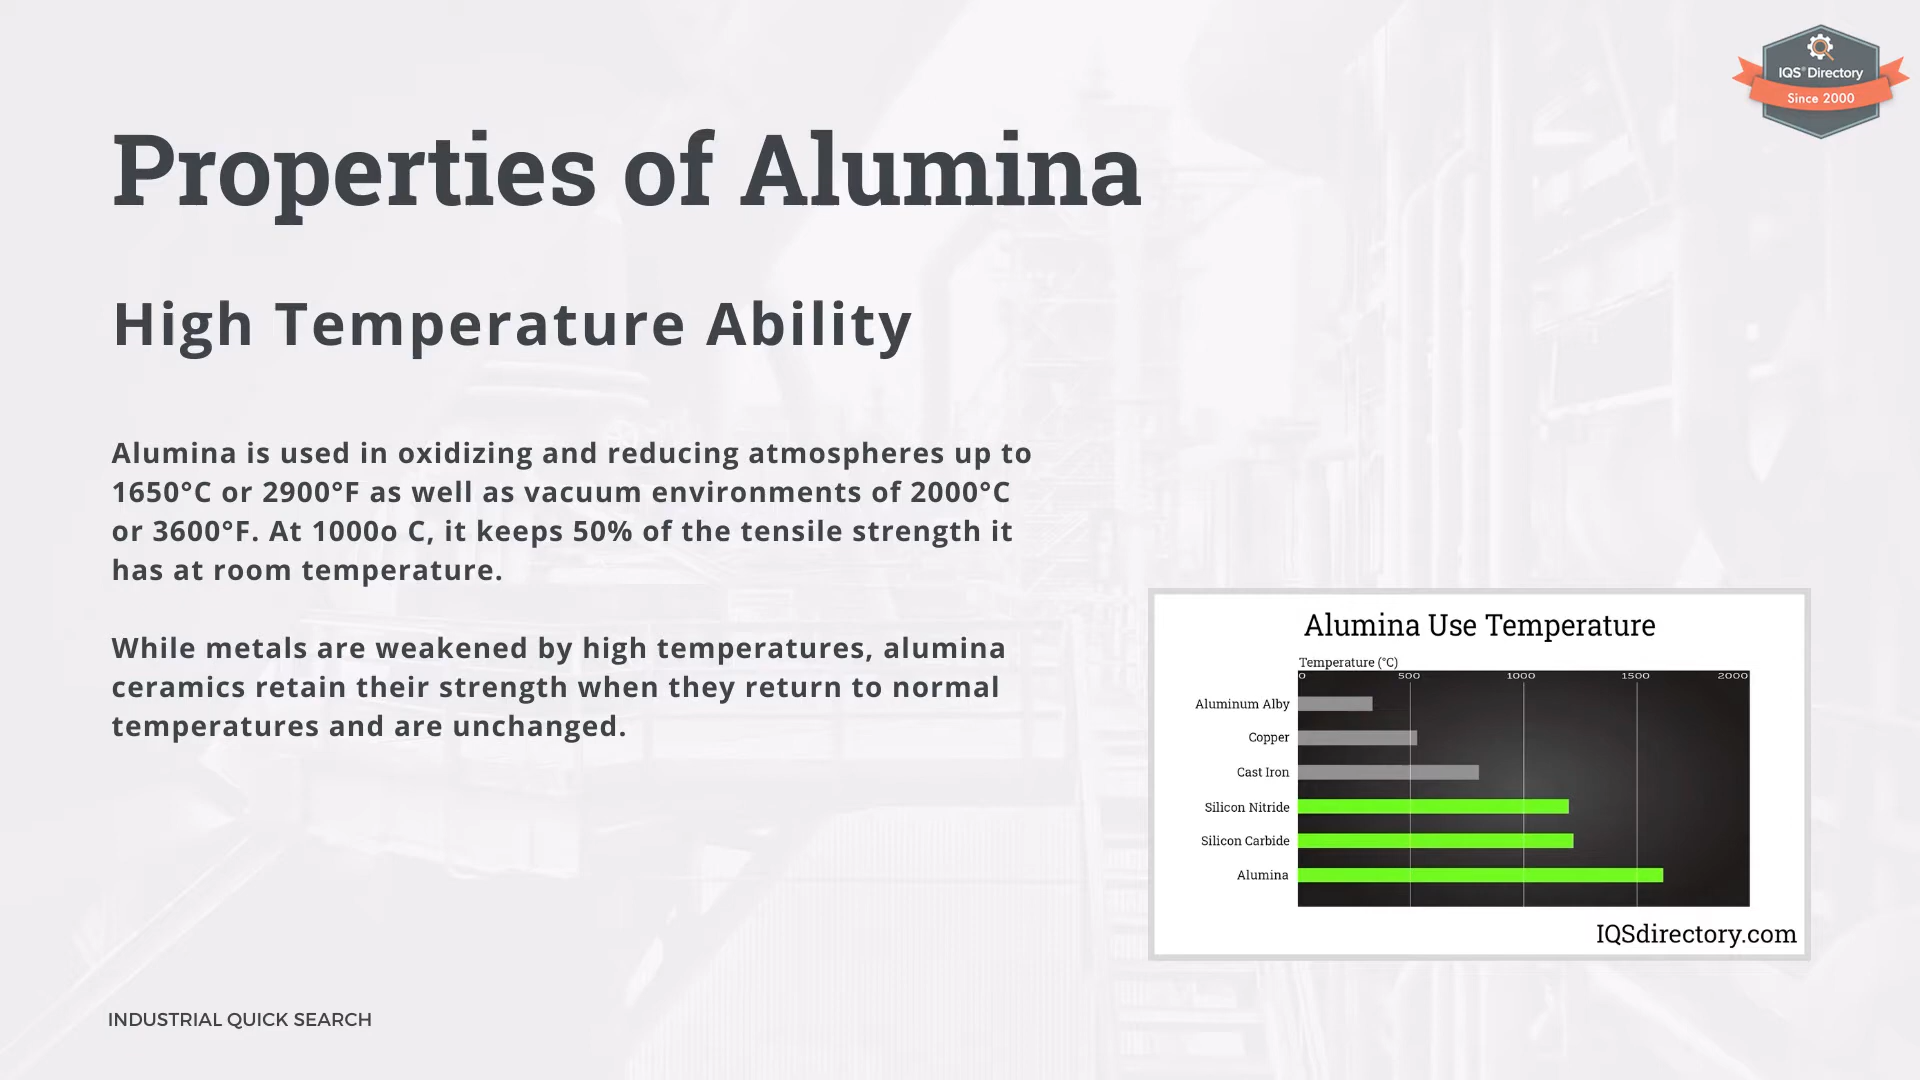 IQS® Directory
Since 2000
Properties of Alumina
High Temperature Ability
Alumina is used in oxidizing and reducing atmospheres up to
1650°C or 2900°F as well as vacuum environments of 2000°C
or 3600°F. At 1000o C, it keeps 50% of the tensile strength it
has at room temperature.
While metals are weakened by high temperatures, alumina
ceramics retain their strength when they return to normal
temperatures and are unchanged.
Alumina Use Temperature
Temperature (°C)
0 500 1000 1500 2000
Aluminum Alby
Copper
Cast Iron
Silicon Nitride
Silicon Carbide
Alumina
IQSdirectory.com
INDUSTRIAL QUICK SEARCH